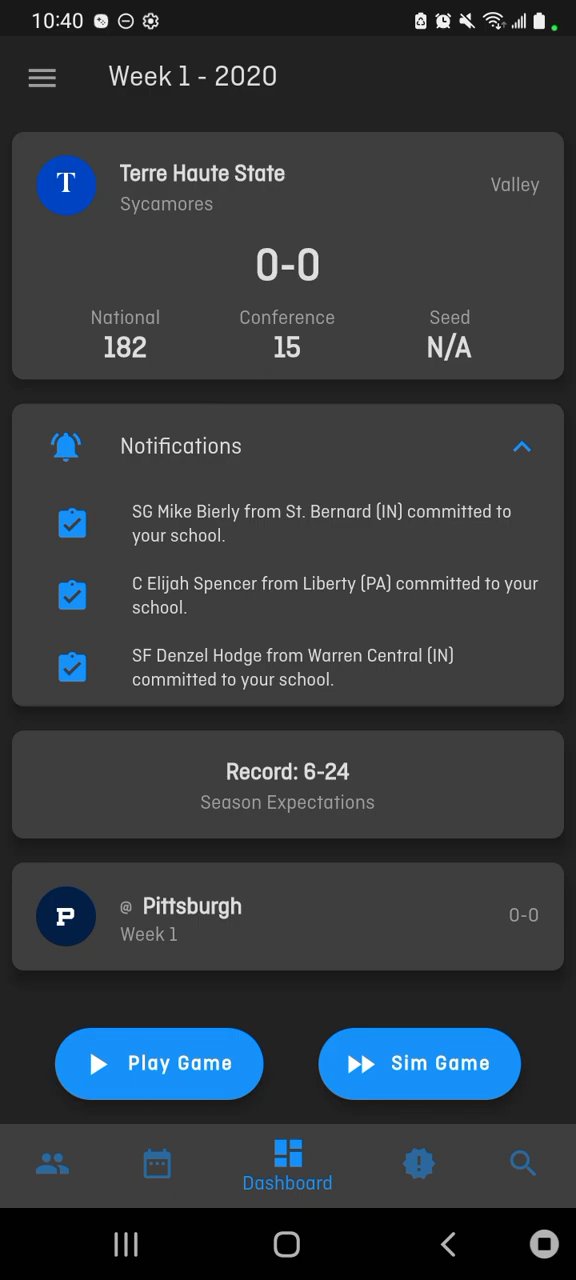 10:40
Week 1 - 2020
T
Terre Haute State
Sycamores
Valley
0-0
National
Conference
Seed
182
15
N/A
Notifications
SG Mike Bierly from St. Bernard (IN) committed to
your school.
C Elijah Spencer from Liberty (PA) committed to your
school.
SF Denzel Hodge from Warren Central (IN)
committed to your school.
Record: 6-24
Season Expectations
P
@ Pittsburgh
Week 1
0-0
Play Game
Sim Game
Dashboard